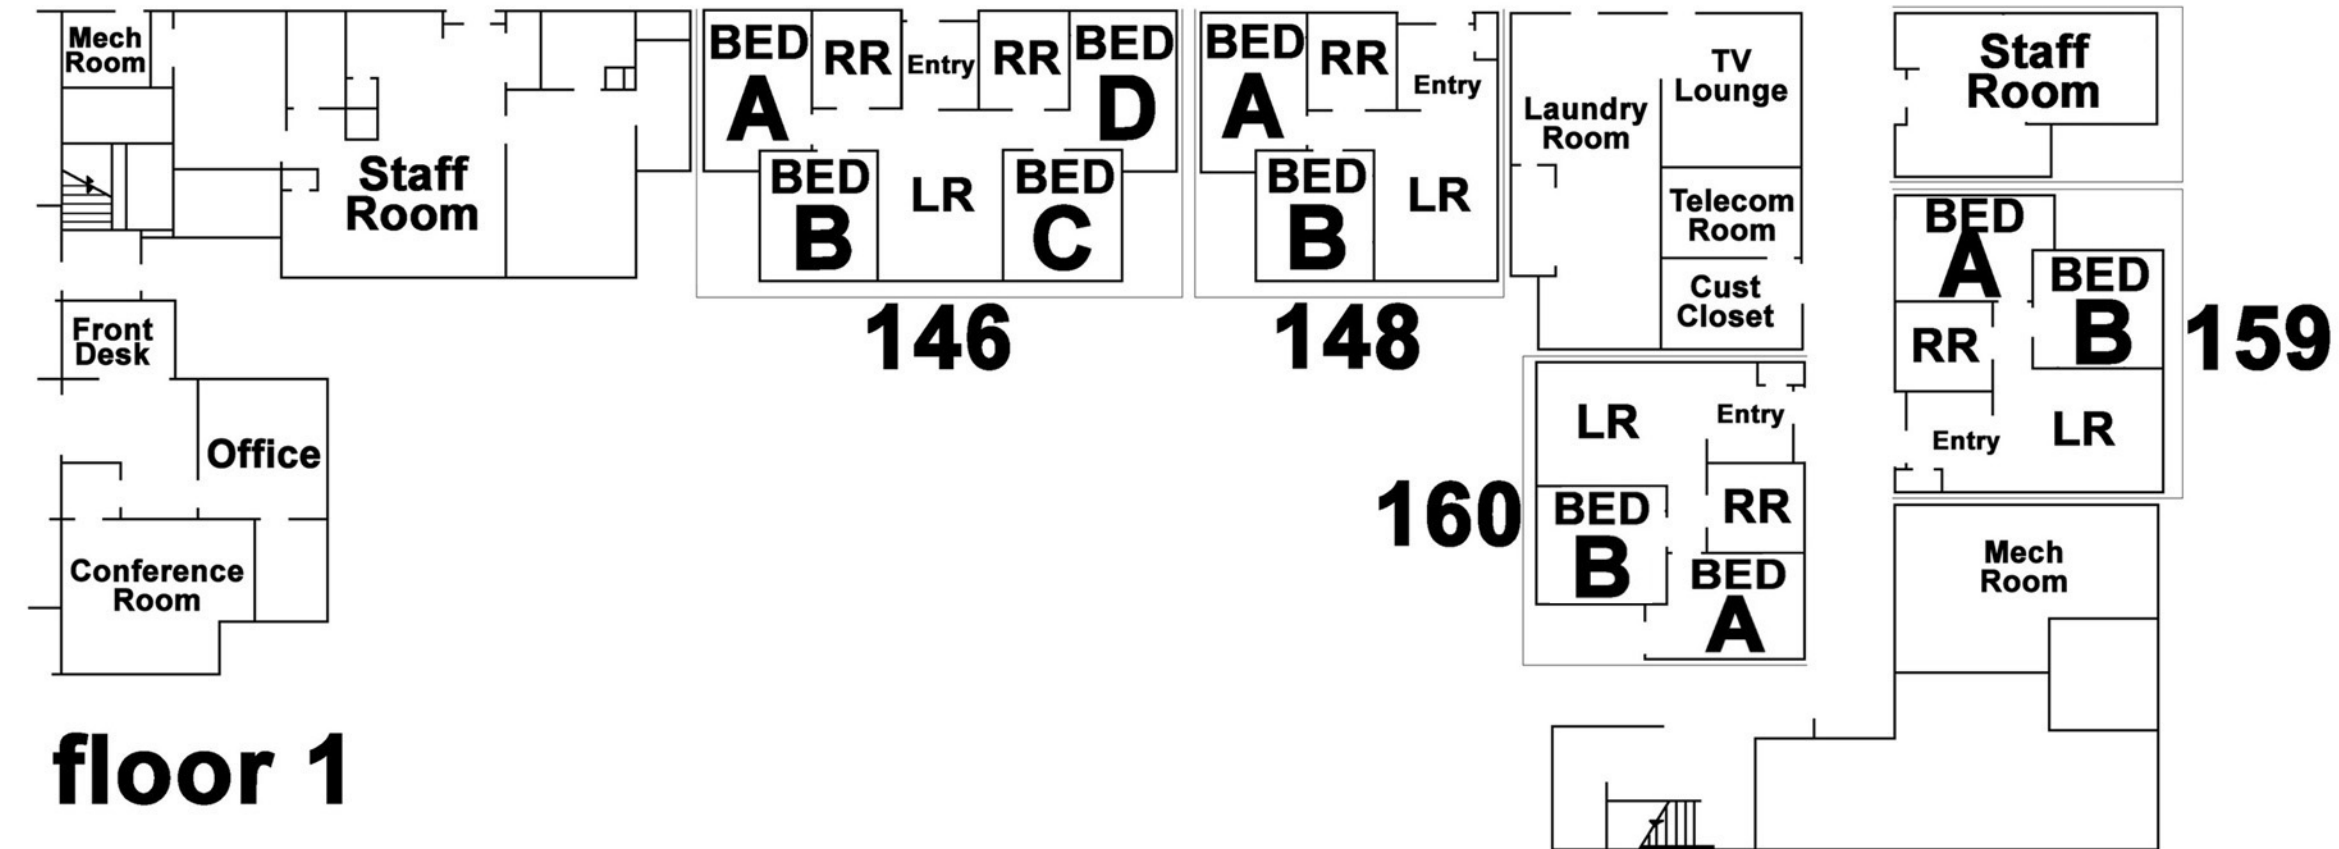 Mech
Room
Staff
Room
Front
Desk
Office
Conference
Room
floor 1
BED
A
RR
Entry
RR
BED
D
BED
B
LR
BED
C
146
BED
A
RR
Entry
BED
B
LR
148
Laundry
Room
TV
Lounge
Telecom
Room
Cust
Closet
LR
Entry
BED
B
RR
BED
A
160
Staff
Room
BED
A
BED
B
RR
Entry
LR
159
Mech
Room